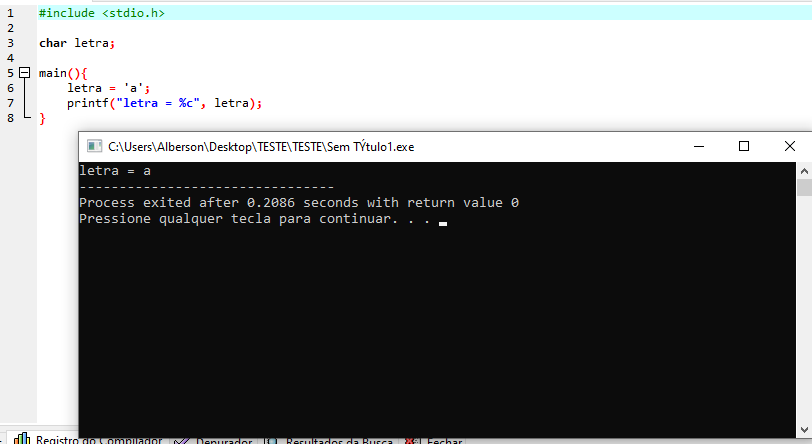 1 #include <stdio.h>
2
3 char letra;
4
5 main(){
6 letra = 'a';
7 printf("letra = %c", letra);
8 }
C:\Users\Alberson\Desktop\TESTE\TESTE\Sem TÝtulo1.exe
letra = a
--------------------------------
Process exited after 0.2086 seconds with return value 0
Pressione qualquer tecla para continuar. . .
Registro do Compilador Depurador Resultados da Busca Fechar